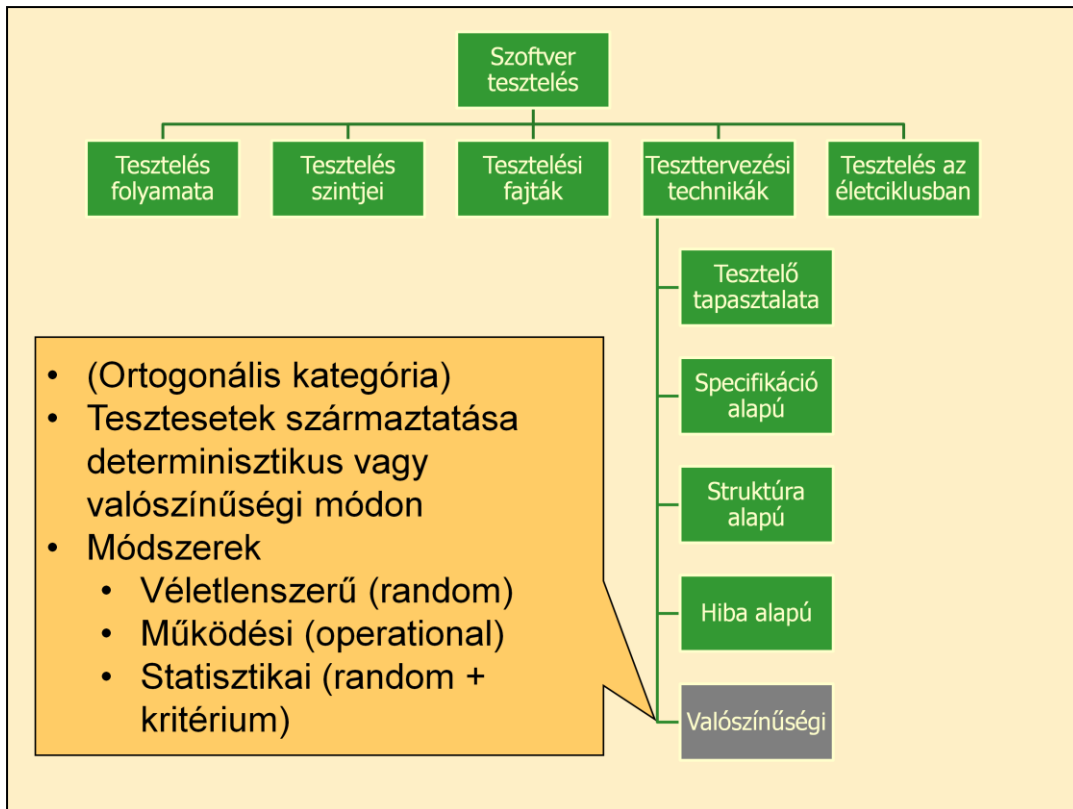 Szoftver
tesztelés
Tesztelés
folyamata
Tesztelés
szintjei
Tesztelési
fajták
Teszttervezési
technikák
Tesztelés az
életciklusban
Tesztelő
tapasztalata
Specifikáció
alapú
Struktúra
alapú
Hiba alapú
Valószínűségi
• (Ortogonális kategória)
• Tesztesetek származtatása
determinisztikus vagy
valószínűségi módon
• Módszerek
• Véletlenszerű (random)
• Működési (operational)
• Statisztikai (random +
kritérium)